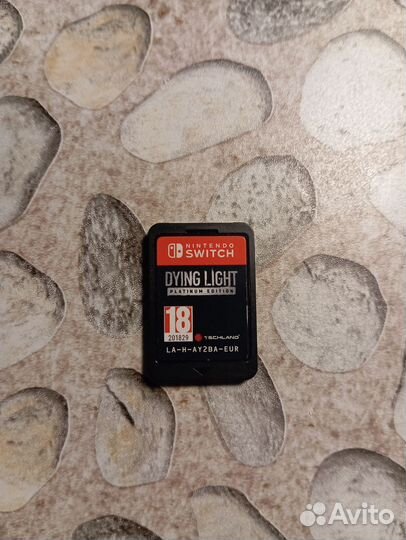 NINTENDO
SWITCH
DYING LIGHT
PLATINUM EDITION
18
201829
TECHLAND
LA-H-AY2BA-EUR
Avito